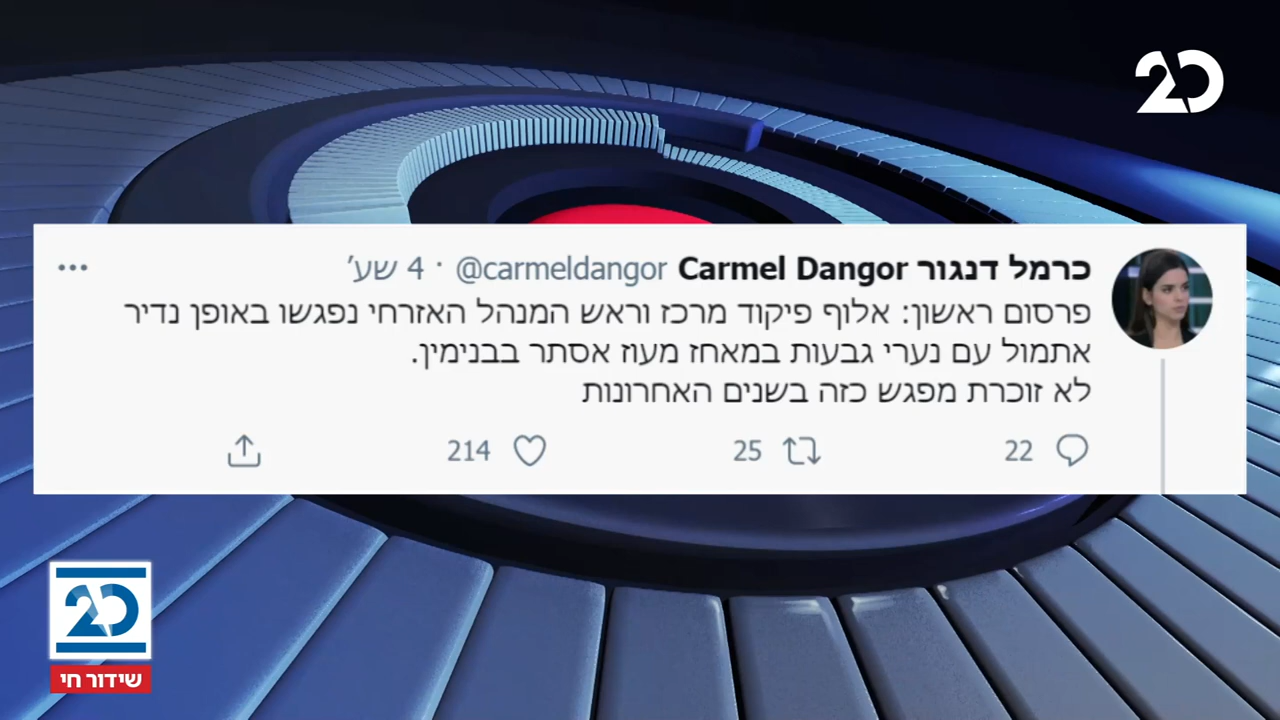 20
כרמל דנגור Carmel Dangor @carmeldangor · 4 שע'
פרסום ראשון: אלוף פיקוד מרכז וראש המנהל האזרחי נפגשו באופן נדיר
אתמול עם נערי גבעות במאחז מעוז אסתר בבנימין.
לא זוכרת מפגש כזה בשנים האחרונות
22 25 214
20
שידור חי